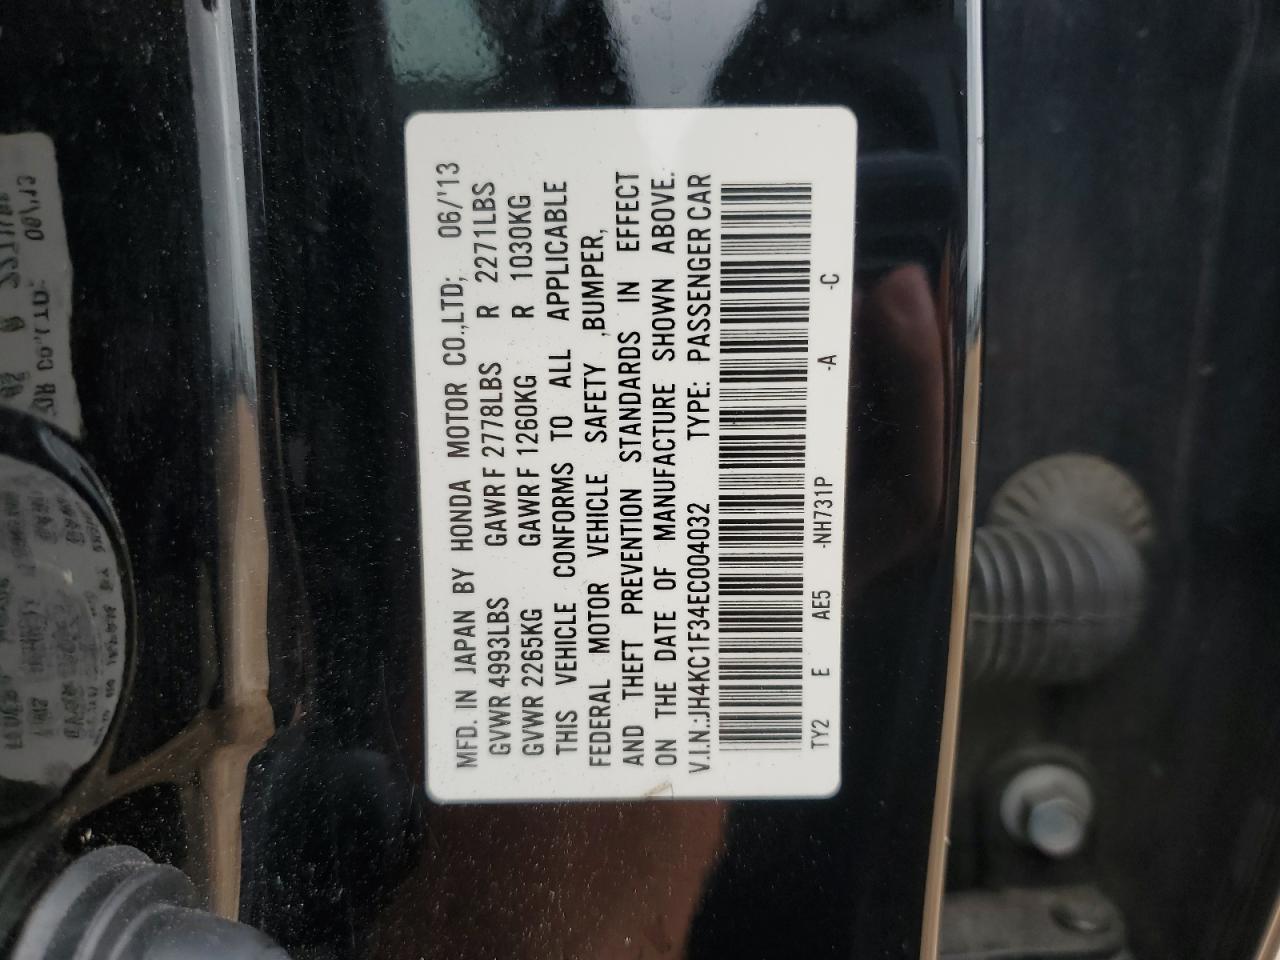 MFD. IN JAPAN BY HONDA MOTOR CO.,LTD; 06/'13
GVWR 4993LBS GAWR F 2778LBS R 2271LBS
GVWR 2265KG GAWR F 1260KG R 1030KG
THIS VEHICLE CONFORMS TO ALL APPLICABLE
FEDERAL MOTOR VEHICLE SAFETY ,BUMPER,
AND THEFT PREVENTION STANDARDS IN EFFECT
ON THE DATE OF MANUFACTURE SHOWN ABOVE.
V.I.N.:JH4KC1F34EC004032 TYPE: PASSENGER CAR
TY2 E AE5 -NH731P -A -C